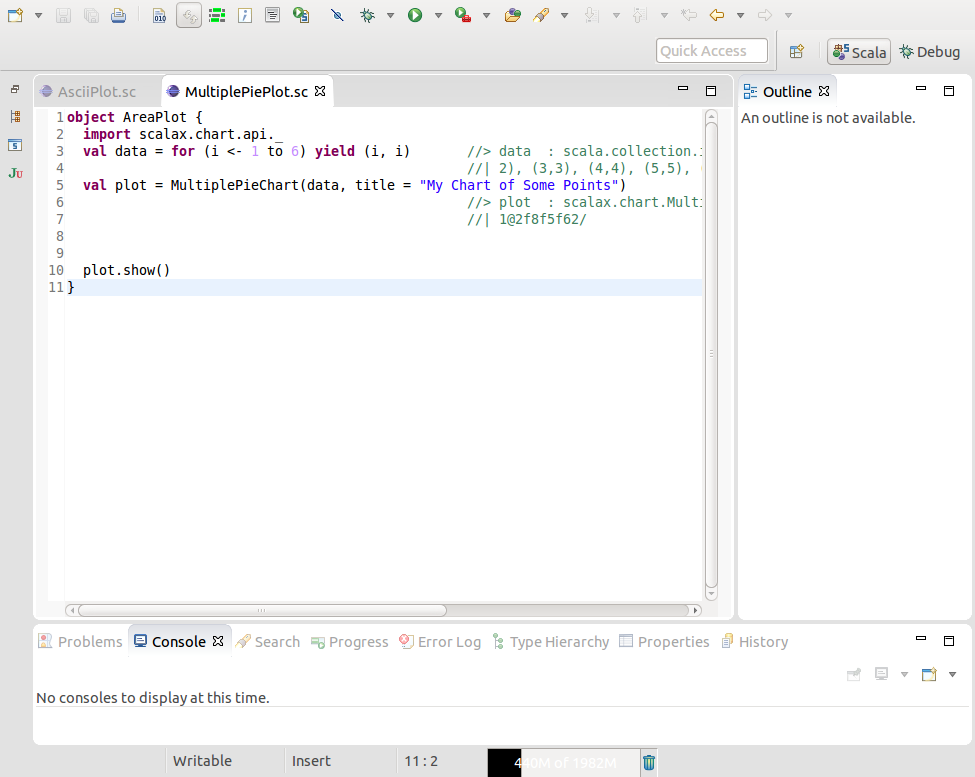 Quick Access
Scala
Debug
AsciiPlot.sc
MultiplePiePlot.sc
Outline
An outline is not available.
1 object AreaPlot {
2 import scalax.chart.api._
3 val data = for (i <- 1 to 6) yield (i, i) //> data : scala.collection.i
4 //| 2), (3,3), (4,4), (5,5),
5 val plot = MultiplePieChart(data, title = "My Chart of Some Points")
6 //> plot : scalax.chart.Multi
7 //| 1@2f8f5f62/
8
9
10 plot.show()
11 }
Problems Console Search Progress Error Log Type Hierarchy Properties History
No consoles to display at this time.
Writable Insert 11 : 2 440M of 1982M